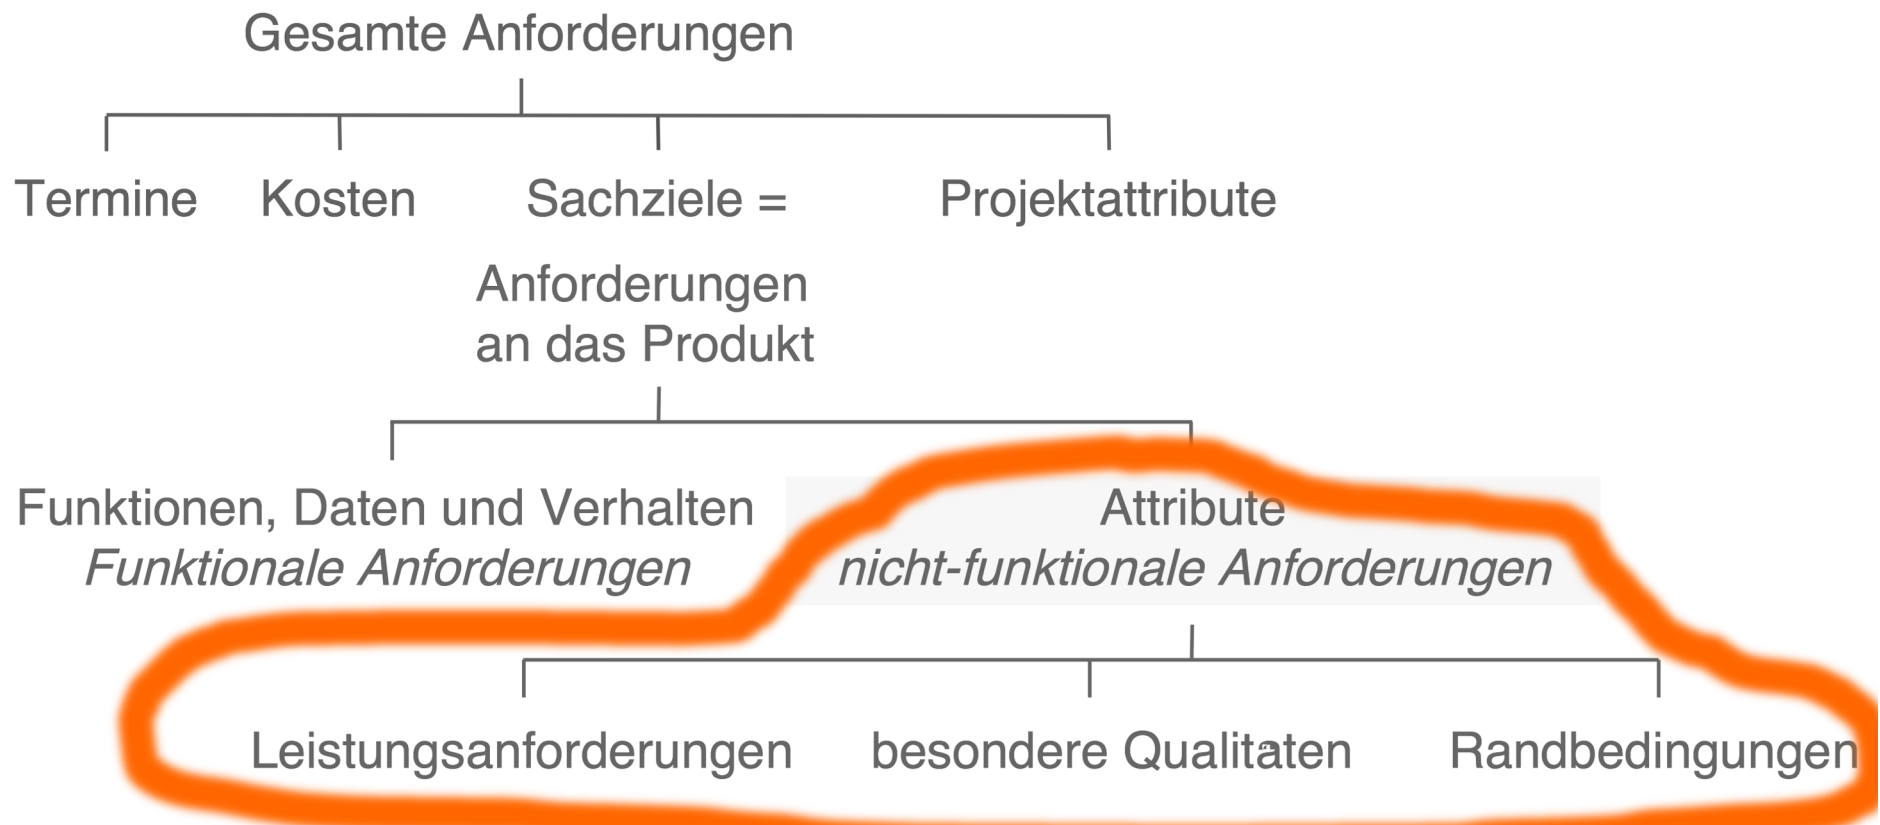 Gesamte Anforderungen
Termine Kosten Sachziele = Projektattribute
Anforderungen
an das Produkt
Funktionen, Daten und Verhalten Attribute
Funktionale Anforderungen nicht-funktionale Anforderungen
Leistungsanforderungen besondere Qualitäten Randbedingungen